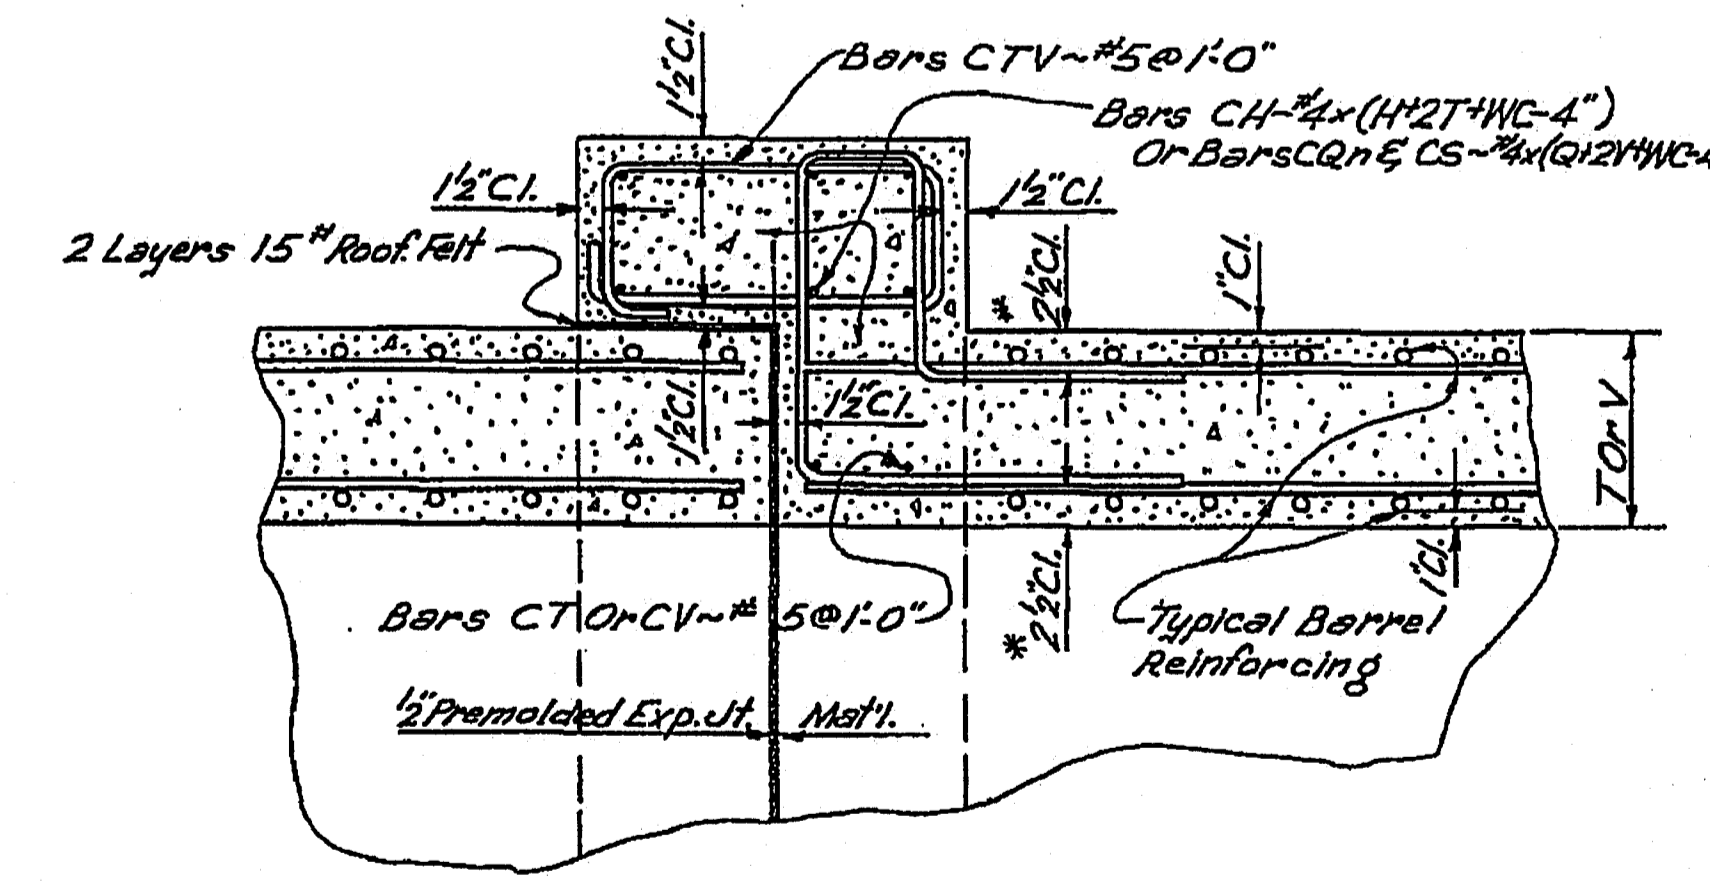 1½"Cl.
Bars CTV~#5@1'-0"
Bars CH~#4x(H+2T+WC-4")
Or Bars CQn & CS~#4x(Q+2V+WC-4
1½"Cl.
1½"Cl.
2 Layers 15# Roof. Felt
* 2½"Cl.
1"Cl.
1½"Cl.
1½"Cl.
T Or V
Bars CT Or CV~# 5@1'-0"
* 2½"Cl.
1"Cl.
Typical Barrel
Reinforcing
½" Premolded Exp. Jt. Mat'l.